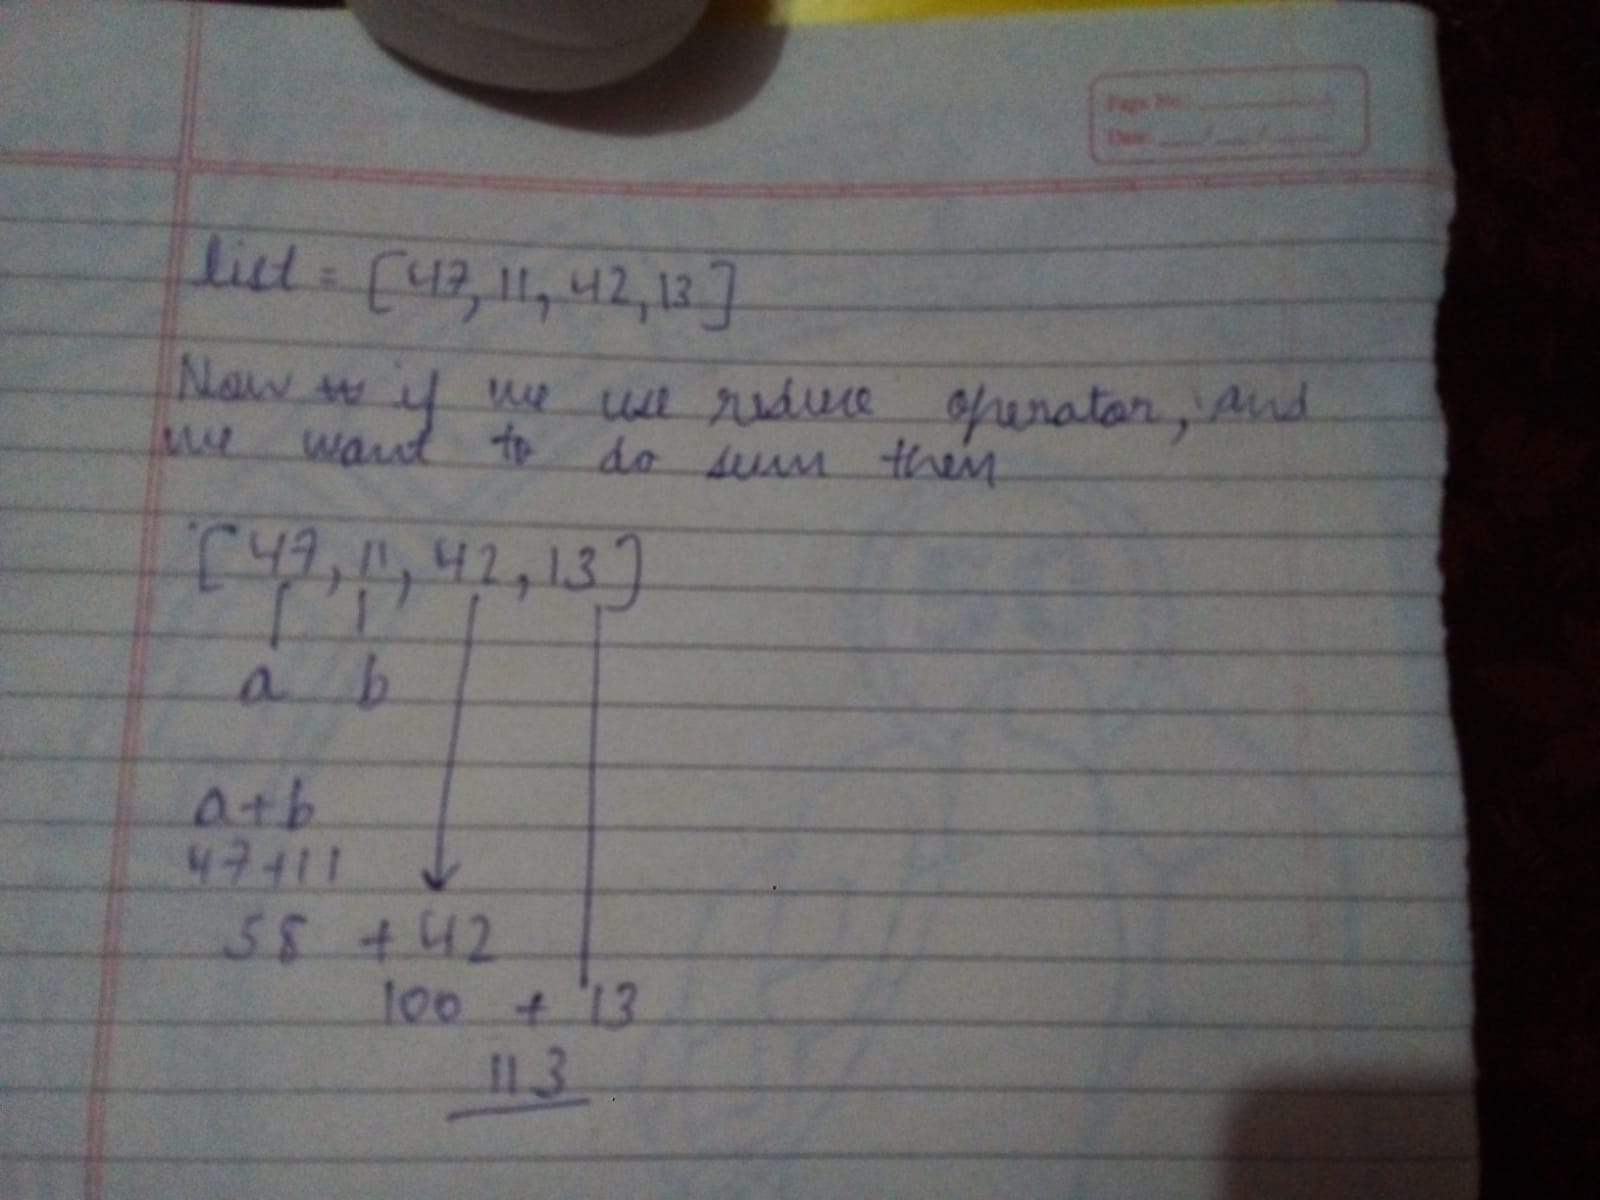 Page No.
Date: / /
list = [47, 11, 42, 13]
Now if we use reduce operator, and
we want to do sum then
[47, 11, 42, 13]
a b
a+b
47+11
58 + 42
100 + 13
113